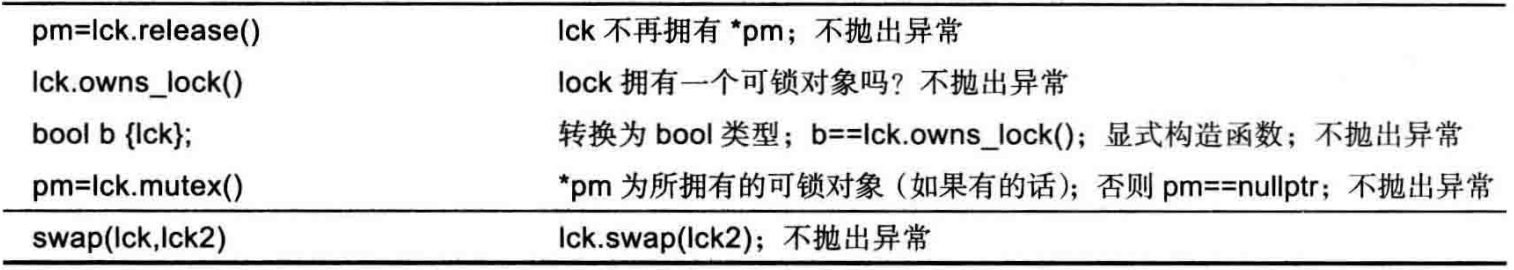 pm=lck.release() lck 不再拥有 *pm；不抛出异常
lck.owns_lock() lock 拥有一个可锁对象吗？不抛出异常
bool b {lck}; 转换为 bool 类型；b==lck.owns_lock()；显式构造函数；不抛出异常
pm=lck.mutex() *pm 为所拥有的可锁对象（如果有的话）；否则 pm==nullptr；不抛出异常
swap(lck,lck2) lck.swap(lck2)；不抛出异常